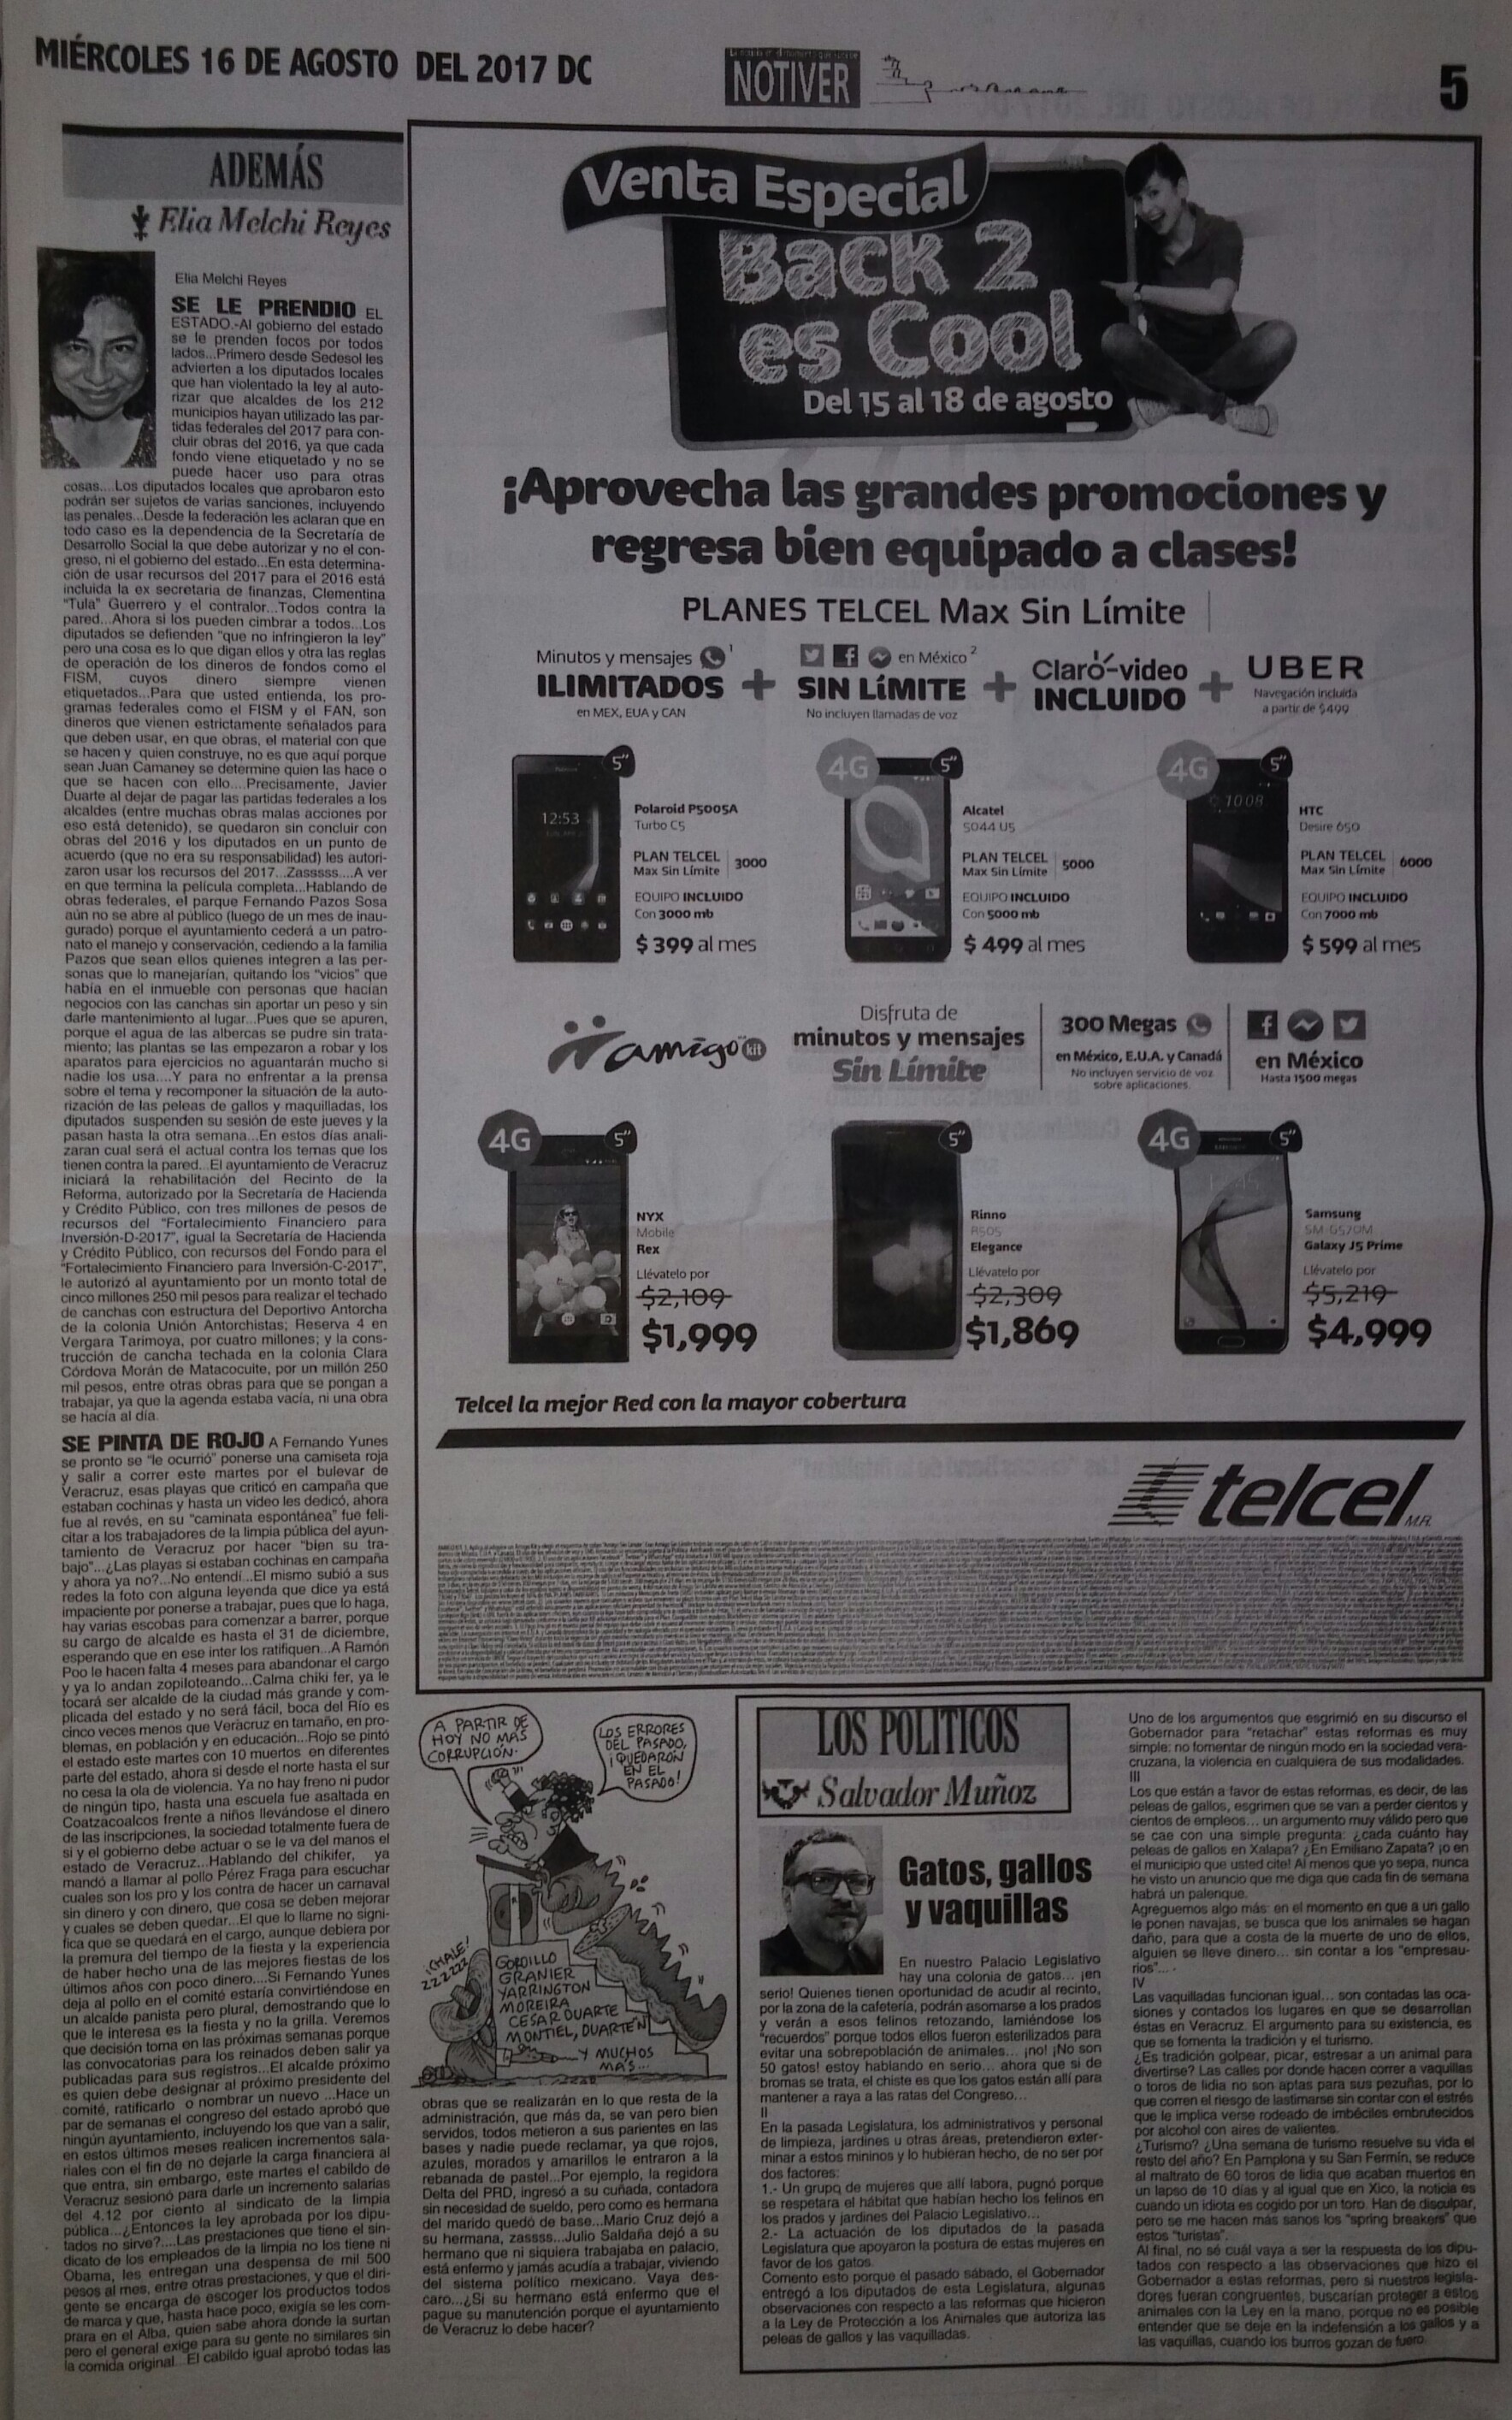 MIÉRCOLES 16 DE AGOSTO DEL 2017 DC
NOTIVER
5
ADEMÁS
Elia Melchi Reyes
Elia Melchi Reyes
SE LE PRENDIO EL
ESTADO.-Al gobierno del estado
se le prenden focos por todos
lados...Primero desde Sedesol les
advierten a los diputados locales
que han violentado la ley al auto-
rizar que alcaldes de los 212
municipios hayan utilizado las par-
tidas federales del 2017 para con-
cluir obras del 2016, ya que cada
fondo viene etiquetado y no se
puede hacer uso para otras
cosas....Los diputados locales que aprobaron esto
podrán ser sujetos de varias sanciones, incluyendo
las penales...Desde la federación les aclaran que en
todo caso es la dependencia de la Secretaría de
Desarrollo Social la que debe autorizar y no el con-
greso, ni el gobierno del estado...En esta determina-
ción de usar recursos del 2017 para el 2016 está
incluida la ex secretaria de finanzas, Clementina
"Tula" Guerrero y el contralor...Todos contra la
pared...Ahora si los pueden cimbrar a todos...Los
diputados se defienden "que no infringieron la ley"
pero una cosa es lo que digan ellos y otra las reglas
de operación de los dineros de fondos como el
FISM, cuyos dinero siempre vienen
etiquetados...Para que usted entienda, los pro-
gramas federales como el FISM y el FAN, son
dineros que vienen estrictamente señalados para
que deben usar, en que obras, el material con que
se hacen y quien construye, no es que aquí porque
sean Juan Camaney se determine quien las hace o
que se hacen con ello....Precisamente, Javier
Duarte al dejar de pagar las partidas federales a los
alcaldes (entre muchas obras malas acciones por
eso está detenido), se quedaron sin concluir con
obras del 2016 y los diputados en un punto de
acuerdo (que no era su responsabilidad) les autori-
zaron usar los recursos del 2017...Zasssss....A ver
en que termina la película completa...Hablando de
obras federales, el parque Fernando Pazos Sosa
aún no se abre al público (luego de un mes de inau-
gurado) porque el ayuntamiento cederá a un patro-
nato el manejo y conservación, cediendo a la familia
Pazos que sean ellos quienes integren a las per-
sonas que lo manejarían, quitando los "vicios" que
había en el inmueble con personas que hacían
negocios con las canchas sin aportar un peso y sin
darle mantenimiento al lugar...Pues que se apuren,
porque el agua de las albercas se pudre sin trata-
miento; las plantas se las empezaron a robar y los
aparatos para ejercicios no aguantarán mucho si
nadie los usa....Y para no enfrentar a la prensa
sobre el tema y recomponer la situación de la auto-
rización de las peleas de gallos y maquilladas, los
diputados suspenden su sesión de este jueves y la
pasan hasta la otra semana...En estos días anali-
zaran cual será el actual contra los temas que los
tienen contra la pared...El ayuntamiento de Veracruz
iniciará la rehabilitación del Recinto de la
Reforma, autorizado por la Secretaría de Hacienda
y Crédito Público, con tres millones de pesos de
recursos del "Fortalecimiento Financiero para
Inversión-D-2017", igual la Secretaría de Hacienda
y Crédito Público, con recursos del Fondo para el
"Fortalecimiento Financiero para Inversión-C-2017",
le autorizó al ayuntamiento por un monto total de
cinco millones 250 mil pesos para realizar el techado
de canchas con estructura del Deportivo Antorcha
de la colonia Unión Antorchistas; Reserva 4 en
Vergara Tarimoya, por cuatro millones; y la cons-
trucción de cancha techada en la colonia Clara
Córdova Morán de Matacocuite, por un millón 250
mil pesos, entre otras obras para que se pongan a
trabajar, ya que la agenda estaba vacía, ni una obra
se hacía al día.
SE PINTA DE ROJO A Fernando Yunes
se pronto se "le ocurrió" ponerse una camiseta roja
y salir a correr este martes por el bulevar de
Veracruz, esas playas que criticó en campaña que
estaban cochinas y hasta un video les dedicó, ahora
fue al revés, en su "caminata espontánea" fue feli-
citar a los trabajadores de la limpia pública del ayun-
tamiento de Veracruz por hacer "bien su tra-
bajo"...¿Las playas si estaban cochinas en campaña
y ahora ya no?...No entendí...El mismo subió a sus
redes la foto con alguna leyenda que dice ya está
impaciente por ponerse a trabajar, pues que lo haga,
hay varias escobas para comenzar a barrer, porque
su cargo de alcalde es hasta el 31 de diciembre,
esperando que en ese inter los ratifiquen...A Ramón
Poo le hacen falta 4 meses para abandonar el cargo
y ya lo andan zopiloteando...Calma chiki fer, ya le
tocará ser alcalde de la ciudad más grande y com-
plicada del estado y no será fácil, boca del Río es
cinco veces menos que Veracruz en tamaño, en pro-
blemas, en población y en educación...Rojo se pintó
el estado este martes con 10 muertos en diferentes
parte del estado, ahora si desde el norte hasta el sur
no cesa la ola de violencia. Ya no hay freno ni pudor
de ningún tipo, hasta una escuela fue asaltada en
Coatzacoalcos frente a niños llevándose el dinero
de las inscripciones, la sociedad totalmente fuera de
si y el gobierno debe actuar o se le va del manos el
estado de Veracruz...Hablando del chikifer, ya
mandó a llamar al pollo Pérez Fraga para escuchar
cuales son los pro y los contra de hacer un carnaval
sin dinero y con dinero, que cosa se deben mejorar
y cuales se deben quedar...El que lo llame no signi-
fica que se quedará en el cargo, aunque debiera por
la premura del tiempo de la fiesta y la experiencia
de haber hecho una de las mejores fiestas de los
últimos años con poco dinero....Si Fernando Yunes
deja al pollo en el comité estaría convirtiéndose en
un alcalde panista pero plural, demostrando que lo
que le interesa es la fiesta y no la grilla. Veremos
que decisión toma en las próximas semanas porque
las convocatorias para los reinados deben salir ya
publicadas para sus registros...El alcalde próximo
es quien debe designar al próximo presidente del
comité, ratificarlo o nombrar un nuevo ...Hace un
par de semanas el congreso del estado aprobó que
ningún ayuntamiento, incluyendo los que van a salir,
en estos últimos meses realicen incrementos sala-
riales con el fin de no dejarle la carga financiera al
que entra, sin embargo, este martes el cabildo de
Veracruz sesionó para darle un incremento salarias
del 4.12 por ciento al sindicato de la limpia
pública...¿Entonces la ley aprobada por los dipu-
tados no sirve?....Las prestaciones que tiene el sin-
dicato de los empleados de la limpia no los tiene ni
Obama, les entregan una despensa de mil 500
pesos al mes, entre otras prestaciones, y que el diri-
gente se encarga de escoger los productos todos
de marca y que, hasta hace poco, exigía se les com-
prara en el Alba, quien sabe ahora donde la surtan
pero el general exige para su gente no similares sin
la comida original...El cabildo igual aprobó todas las
obras que se realizarán en lo que resta de la
administración, que más da, se van pero bien
servidos, todos metieron a sus parientes en las
bases y nadie puede reclamar, ya que rojos,
azules, morados y amarillos le entraron a la
rebanada de pastel...Por ejemplo, la regidora
Delta del PRD, ingresó a su cuñada, contadora
sin necesidad de sueldo, pero como es hermana
del marido quedó de base...Mario Cruz dejó a
su hermana, zassss...Julio Saldaña dejó a su
hermano que ni siquiera trabajaba en palacio,
está enfermo y jamás acudía a trabajar, viviendo
del sistema político mexicano. Vaya des-
caro...¿Si su hermano está enfermo que el
pague su manutención porque el ayuntamiento
de Veracruz lo debe hacer?
Venta Especial
Back 2
es Cool
Del 15 al 18 de agosto
¡Aprovecha las grandes promociones y
regresa bien equipado a clases!
PLANES TELCEL Max Sin Límite
Minutos y mensajes 1
ILIMITADOS
en MEX, EUA y CAN
+
en México 2
SIN LÍMITE
No incluyen llamadas de voz
+
Claro-video
INCLUIDO
+
UBER
Navegación incluida
a partir de $499
5"
12:53
Polaroid P5005A
Turbo C5
PLAN TELCEL
Max Sin Límite 3000
EQUIPO INCLUIDO
Con 3000 mb
$ 399 al mes
4G
5"
Alcatel
5044 U5
PLAN TELCEL
Max Sin Límite 5000
EQUIPO INCLUIDO
Con 5000 mb
$ 499 al mes
4G
5"
10 08
HTC
Desire 650
PLAN TELCEL
Max Sin Límite 6000
EQUIPO INCLUIDO
Con 7000 mb
$ 599 al mes
amigo kit
Disfruta de
minutos y mensajes
Sin Límite
300 Megas
en México, E.U.A. y Canadá
No incluyen servicio de voz
sobre aplicaciones.
en México
Hasta 1500 megas
4G
5"
NYX
Mobile
Rex
Llévatelo por
$2,109
$1,999
5"
Rinno
R505
Elegance
Llévatelo por
$2,309
$1,869
4G
5"
Samsung
SM-G570M
Galaxy J5 Prime
Llévatelo por
$5,219
$4,999
Telcel la mejor Red con la mayor cobertura
telcel M.R.
A PARTIR DE
HOY NO MÁS
CORRUPCIÓN.
LOS ERRORES
DEL PASADO,
¡QUEDARON
EN EL
PASADO!
¡CHALE!
ZZZZZZZ
GORDILLO
GRANIER
YARRINGTON
MOREIRA
CESAR DUARTE
MONTIEL, DUARTE
Y MUCHOS
MÁS...
LOS POLITICOS
Salvador Muñoz
Gatos, gallos
y vaquillas
En nuestro Palacio Legislativo
hay una colonia de gatos... ¡en
serio! Quienes tienen oportunidad de acudir al recinto,
por la zona de la cafetería, podrán asomarse a los prados
y verán a esos felinos retozando, lamiéndose los
"recuerdos" porque todos ellos fueron esterilizados para
evitar una sobrepoblación de animales... ¡no! ¡No son
50 gatos! estoy hablando en serio... ahora que si de
bromas se trata, el chiste es que los gatos están allí para
mantener a raya a las ratas del Congreso...
II
En la pasada Legislatura, los administrativos y personal
de limpieza, jardines u otras áreas, pretendieron exter-
minar a estos mininos y lo hubieran hecho, de no ser por
dos factores:
1.- Un grupo de mujeres que allí labora, pugnó porque
se respetara el hábitat que habían hecho los felinos en
los prados y jardines del Palacio Legislativo...
2.- La actuación de los diputados de la pasada
Legislatura que apoyaron la postura de estas mujeres en
favor de los gatos.
Comento esto porque el pasado sábado, el Gobernador
entregó a los diputados de esta Legislatura, algunas
observaciones con respecto a las reformas que hicieron
a la Ley de Protección a los Animales que autoriza las
peleas de gallos y las vaquilladas.
Uno de los argumentos que esgrimió en su discurso el
Gobernador para "retachar" estas reformas es muy
simple: no fomentar de ningún modo en la sociedad vera-
cruzana, la violencia en cualquiera de sus modalidades.
III
Los que están a favor de estas reformas, es decir, de las
peleas de gallos, esgrimen que se van a perder cientos y
cientos de empleos... un argumento muy válido pero que
se cae con una simple pregunta: ¿cada cuánto hay
peleas de gallos en Xalapa? ¿En Emiliano Zapata? ¡o en
el municipio que usted cite! Al menos que yo sepa, nunca
he visto un anuncio que me diga que cada fin de semana
habrá un palenque.
Agreguemos algo más: en el momento en que a un gallo
le ponen navajas, se busca que los animales se hagan
daño, para que a costa de la muerte de uno de ellos,
alguien se lleve dinero... sin contar a los "empresau-
rios"... .
IV
Las vaquilladas funcionan igual... son contadas las oca-
siones y contados los lugares en que se desarrollan
éstas en Veracruz. El argumento para su existencia, es
que se fomenta la tradición y el turismo.
¿Es tradición golpear, picar, estresar a un animal para
divertirse? Las calles por donde hacen correr a vaquillas
o toros de lidia no son aptas para sus pezuñas, por lo
que corren el riesgo de lastimarse sin contar con el estrés
que le implica verse rodeado de imbéciles embrutecidos
por alcohol con aires de valientes.
¿Turismo? ¿Una semana de turismo resuelve su vida el
resto del año? En Pamplona y su San Fermín, se reduce
al maltrato de 60 toros de lidia que acaban muertos en
un lapso de 10 días y al igual que en Xico, la noticia es
cuando un idiota es cogido por un toro. Han de disculpar,
pero se me hacen más sanos los "spring breakers" que
estos "turistas".
Al final, no sé cuál vaya a ser la respuesta de los dipu-
tados con respecto a las observaciones que hizo el
Gobernador a estas reformas, pero si nuestros legisla-
dores fueran congruentes, buscarían proteger a estos
animales con la Ley en la mano, porque no es posible
entender que se deje en la indefensión a los gallos y a
las vaquillas, cuando los burros gozan de fuero.